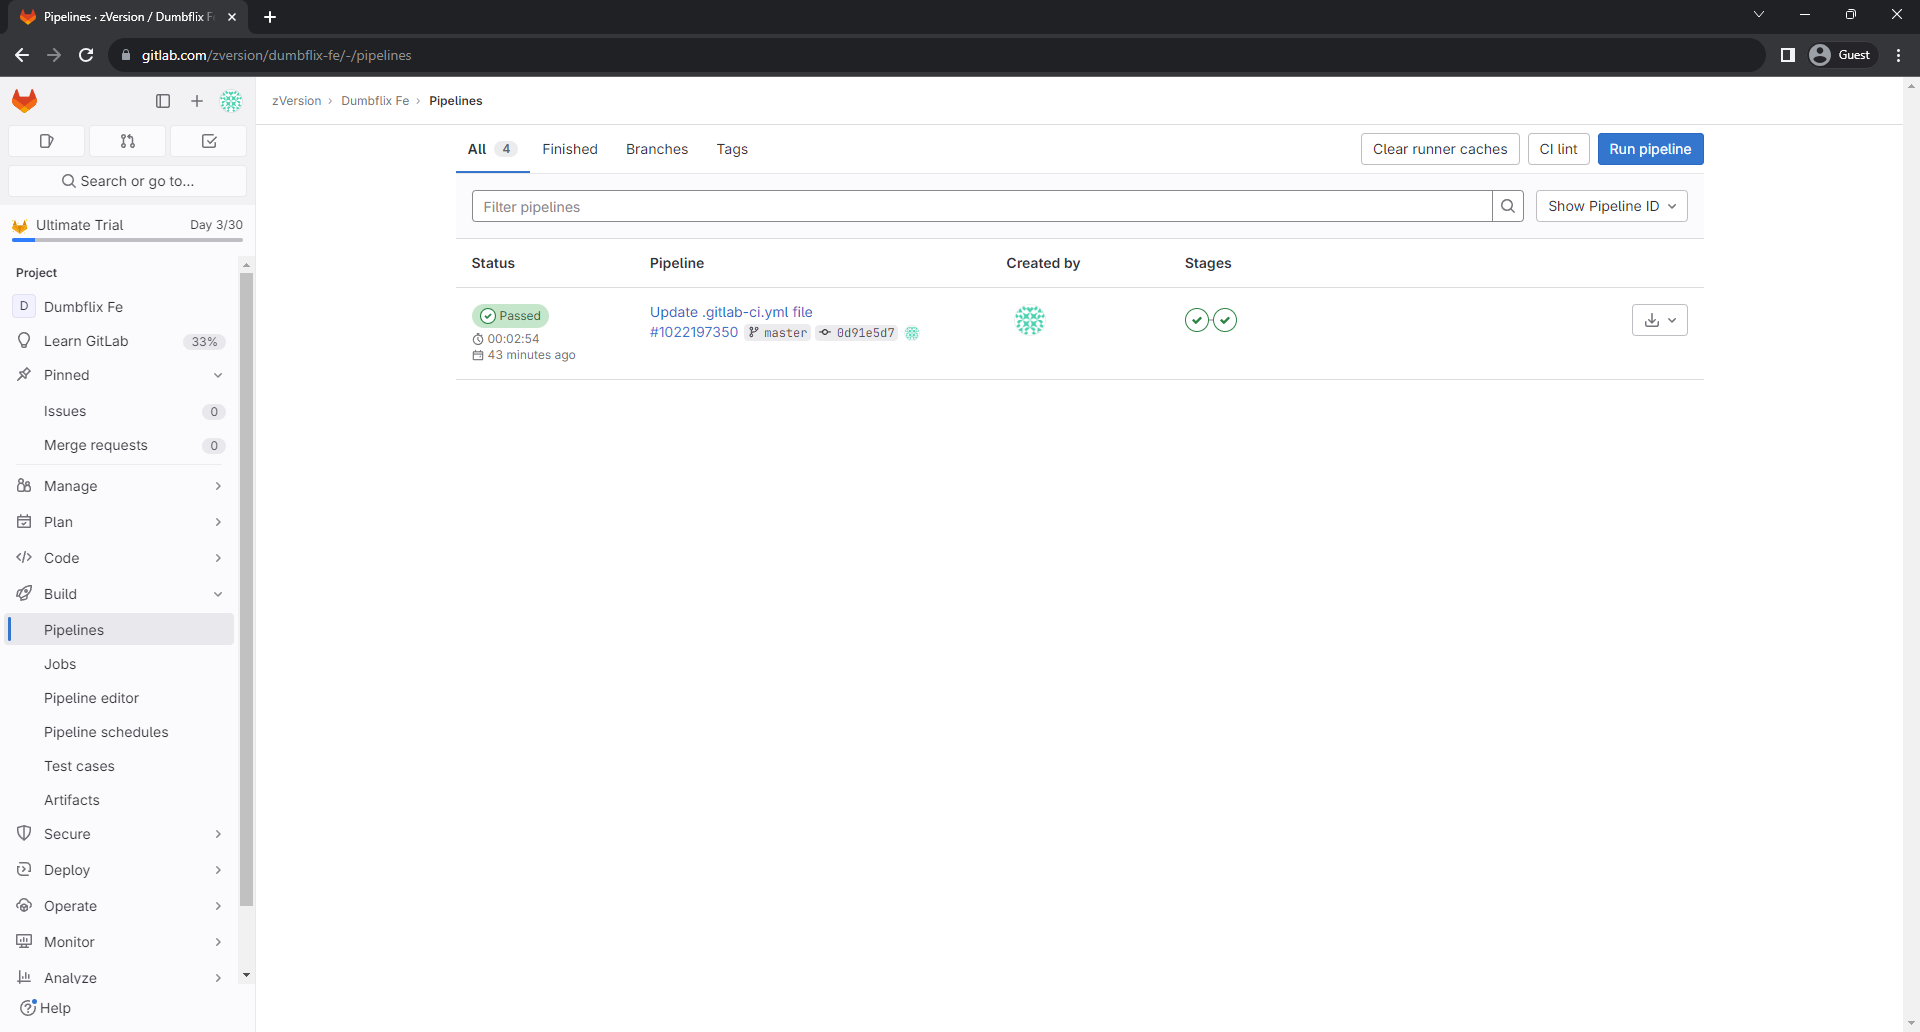 Pipelines · zVersion / Dumbflix F
gitlab.com/zversion/dumbflix-fe/-/pipelines
Guest
zVersion › Dumbflix Fe › Pipelines
Search or go to...
Ultimate Trial Day 3/30
Project
D Dumbflix Fe
Learn GitLab 33%
Pinned
Issues 0
Merge requests 0
Manage
Plan
Code
Build
Pipelines
Jobs
Pipeline editor
Pipeline schedules
Test cases
Artifacts
Secure
Deploy
Operate
Monitor
Analyze
Help
All 4 Finished Branches Tags
Clear runner caches CI lint Run pipeline
Filter pipelines Show Pipeline ID
Status Pipeline Created by Stages
Passed
00:02:54
43 minutes ago
Update .gitlab-ci.yml file
#1022197350 master 0d91e5d7